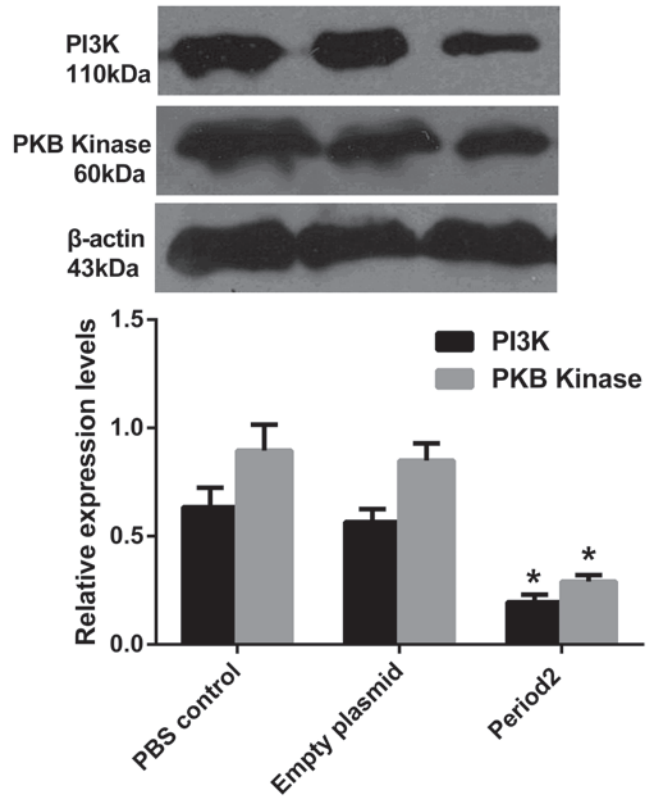 PI3K
110kDa
PKB Kinase
60kDa
β-actin
43kDa
1.5
1.0
0.5
0.0
Relative expression levels
PI3K
PKB Kinase
*
*
PBS control
Empty plasmid
Period2